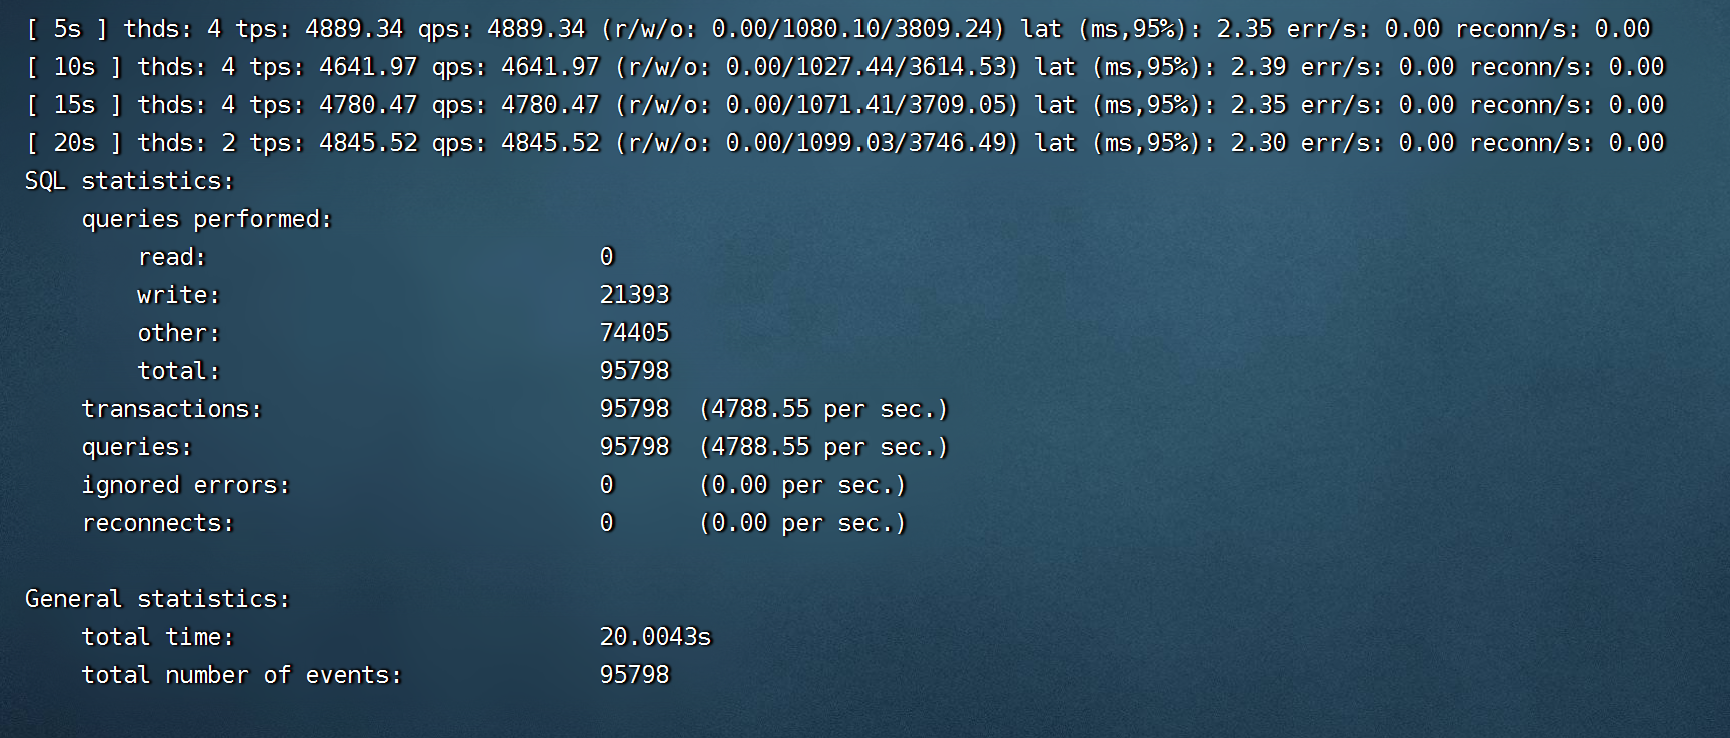 [ 5s ] thds: 4 tps: 4889.34 qps: 4889.34 (r/w/o: 0.00/1080.10/3809.24) lat (ms,95%): 2.35 err/s: 0.00 reconn/s: 0.00
[ 10s ] thds: 4 tps: 4641.97 qps: 4641.97 (r/w/o: 0.00/1027.44/3614.53) lat (ms,95%): 2.39 err/s: 0.00 reconn/s: 0.00
[ 15s ] thds: 4 tps: 4780.47 qps: 4780.47 (r/w/o: 0.00/1071.41/3709.05) lat (ms,95%): 2.35 err/s: 0.00 reconn/s: 0.00
[ 20s ] thds: 2 tps: 4845.52 qps: 4845.52 (r/w/o: 0.00/1099.03/3746.49) lat (ms,95%): 2.30 err/s: 0.00 reconn/s: 0.00
SQL statistics:
    queries performed:
        read:                            0
        write:                           21393
        other:                           74405
        total:                           95798
    transactions:                        95798  (4788.55 per sec.)
    queries:                             95798  (4788.55 per sec.)
    ignored errors:                      0      (0.00 per sec.)
    reconnects:                          0      (0.00 per sec.)

General statistics:
    total time:                          20.0043s
    total number of events:              95798